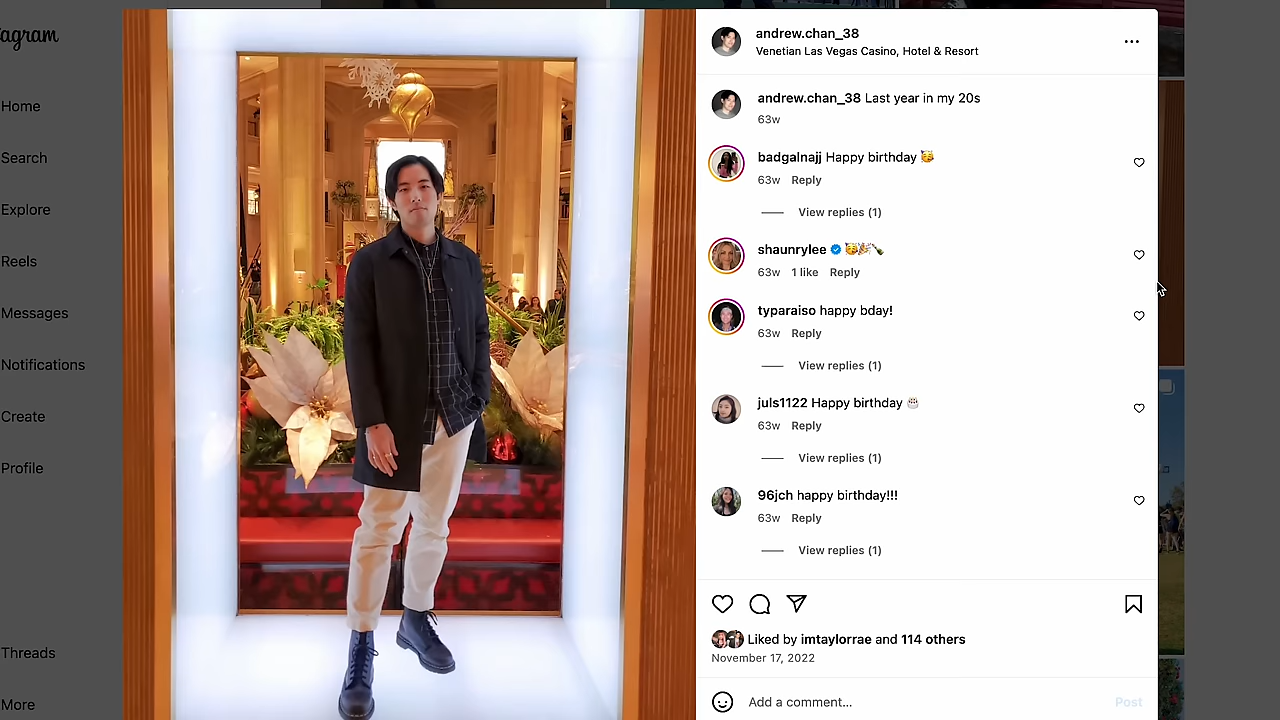 agram
Home
Search
Explore
Reels
Messages
Notifications
Create
Profile
Threads
More
andrew.chan_38
Venetian Las Vegas Casino, Hotel & Resort
andrew.chan_38 Last year in my 20s
63w
badgalnajj Happy birthday 🥳
63w Reply
View replies (1)
shaunrylee 🥳🎉🍾
63w 1 like Reply
typaraiso happy bday!
63w Reply
View replies (1)
juls1122 Happy birthday 🎂
63w Reply
View replies (1)
96jch happy birthday!!!
63w Reply
View replies (1)
Liked by imtaylorrae and 114 others
November 17, 2022
Add a comment...
Post